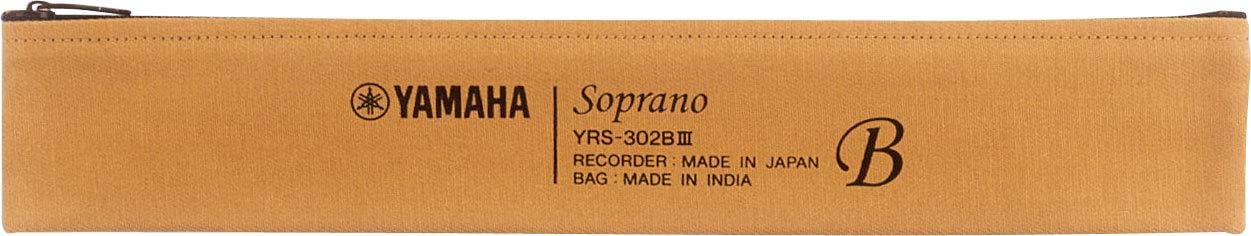 YAMAHA
Soprano
YRS-302BⅢ
RECORDER : MADE IN JAPAN
BAG : MADE IN INDIA
B